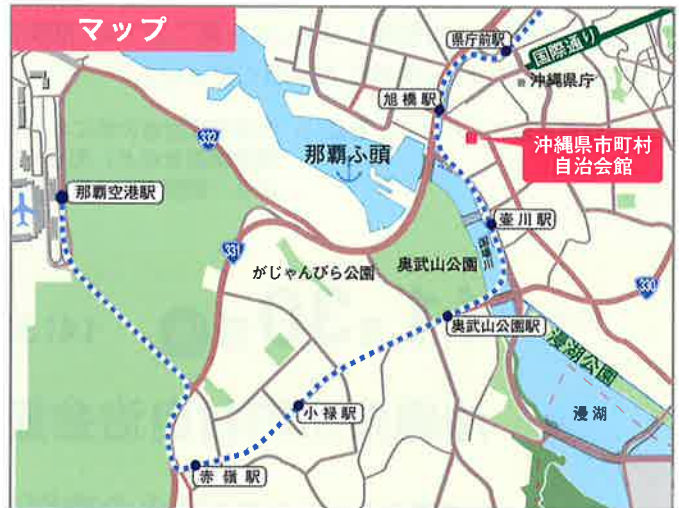 マップ
県庁前駅
国際通り
沖縄県庁
旭橋駅
332
那覇ふ頭
沖縄県市町村
自治会館
那覇空港駅
壺川駅
331
がじゃんびら公園
奥武山公園
国場川
330
奥武山公園駅
漫湖公園
小禄駅
漫湖
赤嶺駅